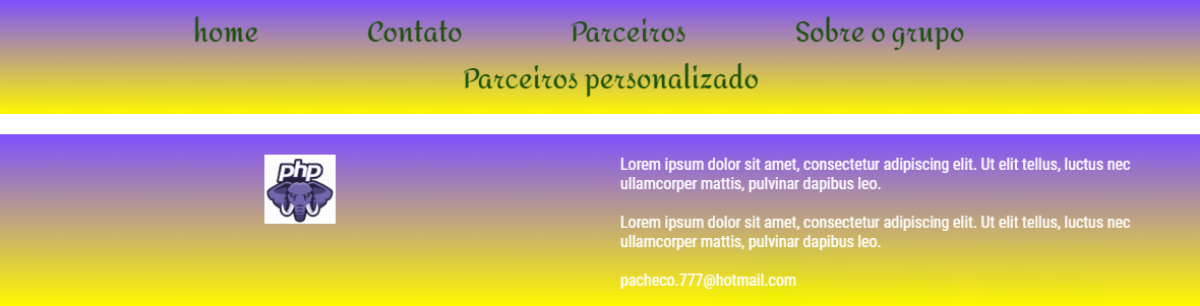 home Contato Parceiros Sobre o grupo
Parceiros personalizado
php
Lorem ipsum dolor sit amet, consectetur adipiscing elit. Ut elit tellus, luctus nec
ullamcorper mattis, pulvinar dapibus leo.
Lorem ipsum dolor sit amet, consectetur adipiscing elit. Ut elit tellus, luctus nec
ullamcorper mattis, pulvinar dapibus leo.
pacheco.777@hotmail.com